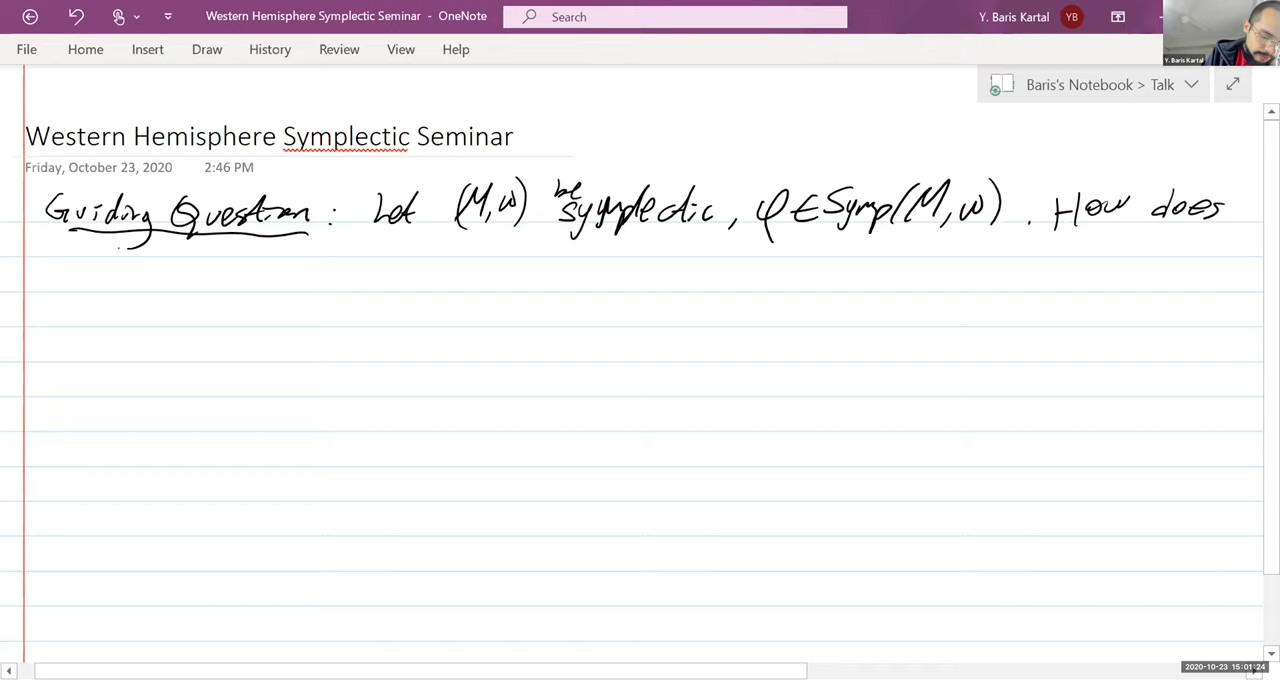 Western Hemisphere Symplectic Seminar - OneNote
Search
Y. Baris Kartal
YB
File Home Insert Draw History Review View Help
Y. Baris Kartal
Baris's Notebook > Talk
Western Hemisphere Symplectic Seminar
Friday, October 23, 2020 2:46 PM
Guiding Question : Let (M,ω) be symplectic, φ∈Symp(M,ω). How does
2020-10-23 15:01:24